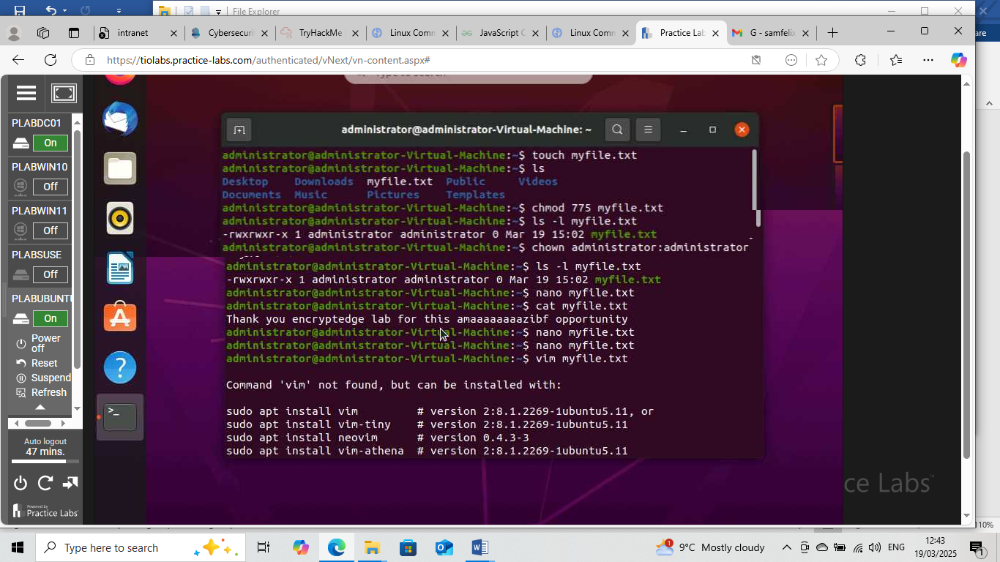 File Explorer
intranet
Cybersecuri
TryHackMe
Linux Comm
JavaScript C
Linux Comm
Practice Lab
G - samfelix
are
https://tiolabs.practice-labs.com/authenticated/vNext/vn-content.aspx#
Type to search
PLABDC01
On
PLABWIN10
Off
PLABWIN11
Off
PLABSUSE
Off
PLABUBUNTU
On
Power off
Reset
Suspend
Refresh
Auto logout
47 mins.
Powered by
Practice Labs
administrator@administrator-Virtual-Machine: ~
administrator@administrator-Virtual-Machine:~$ touch myfile.txt
administrator@administrator-Virtual-Machine:~$ ls
Desktop Downloads myfile.txt Public Videos
Documents Music Pictures Templates
administrator@administrator-Virtual-Machine:~$ chmod 775 myfile.txt
administrator@administrator-Virtual-Machine:~$ ls -l myfile.txt
-rwxrwxr-x 1 administrator administrator 0 Mar 19 15:02 myfile.txt
administrator@administrator-Virtual-Machine:~$ chown administrator:administrator
administrator@administrator-Virtual-Machine:~$ ls -l myfile.txt
-rwxrwxr-x 1 administrator administrator 0 Mar 19 15:02 myfile.txt
administrator@administrator-Virtual-Machine:~$ nano myfile.txt
administrator@administrator-Virtual-Machine:~$ cat myfile.txt
Thank you encryptedge lab for this amaaaaaaaazibf opportunity
administrator@administrator-Virtual-Machine:~$ nano myfile.txt
administrator@administrator-Virtual-Machine:~$ nano myfile.txt
administrator@administrator-Virtual-Machine:~$ vim myfile.txt
Command 'vim' not found, but can be installed with:
sudo apt install vim # version 2:8.1.2269-1ubuntu5.11, or
sudo apt install vim-tiny # version 2:8.1.2269-1ubuntu5.11
sudo apt install neovim # version 0.4.3-3
sudo apt install vim-athena # version 2:8.1.2269-1ubuntu5.11
ce Labs
110%
Type here to search
9°C Mostly cloudy
ENG
12:43
19/03/2025
1